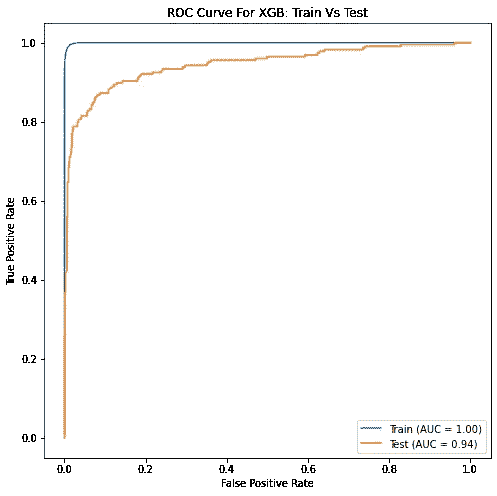 ROC Curve For XGB: Train Vs Test
True Positive Rate
1.0
0.8
0.6
0.4
0.2
0.0
0.0 0.2 0.4 0.6 0.8 1.0
False Positive Rate
Train (AUC = 1.00)
Test (AUC = 0.94)